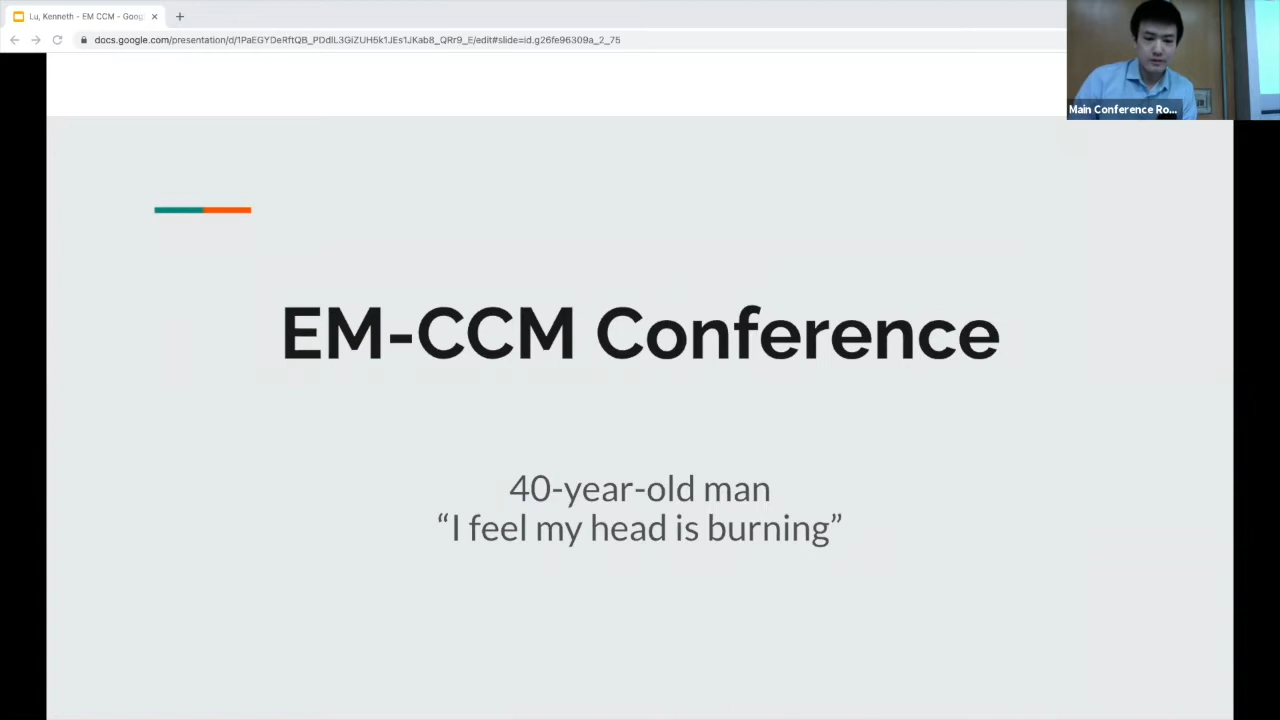 Lu, Kenneth - EM CCM - Goog
docs.google.com/presentation/d/1PaEGYDeRftQB_PDdlL3GiZUH5k1JEs1JKab8_QRr9_E/edit#slide=id.g26fe96309a_2_75
Main Conference Ro...
EM-CCM Conference
40-year-old man
“I feel my head is burning”